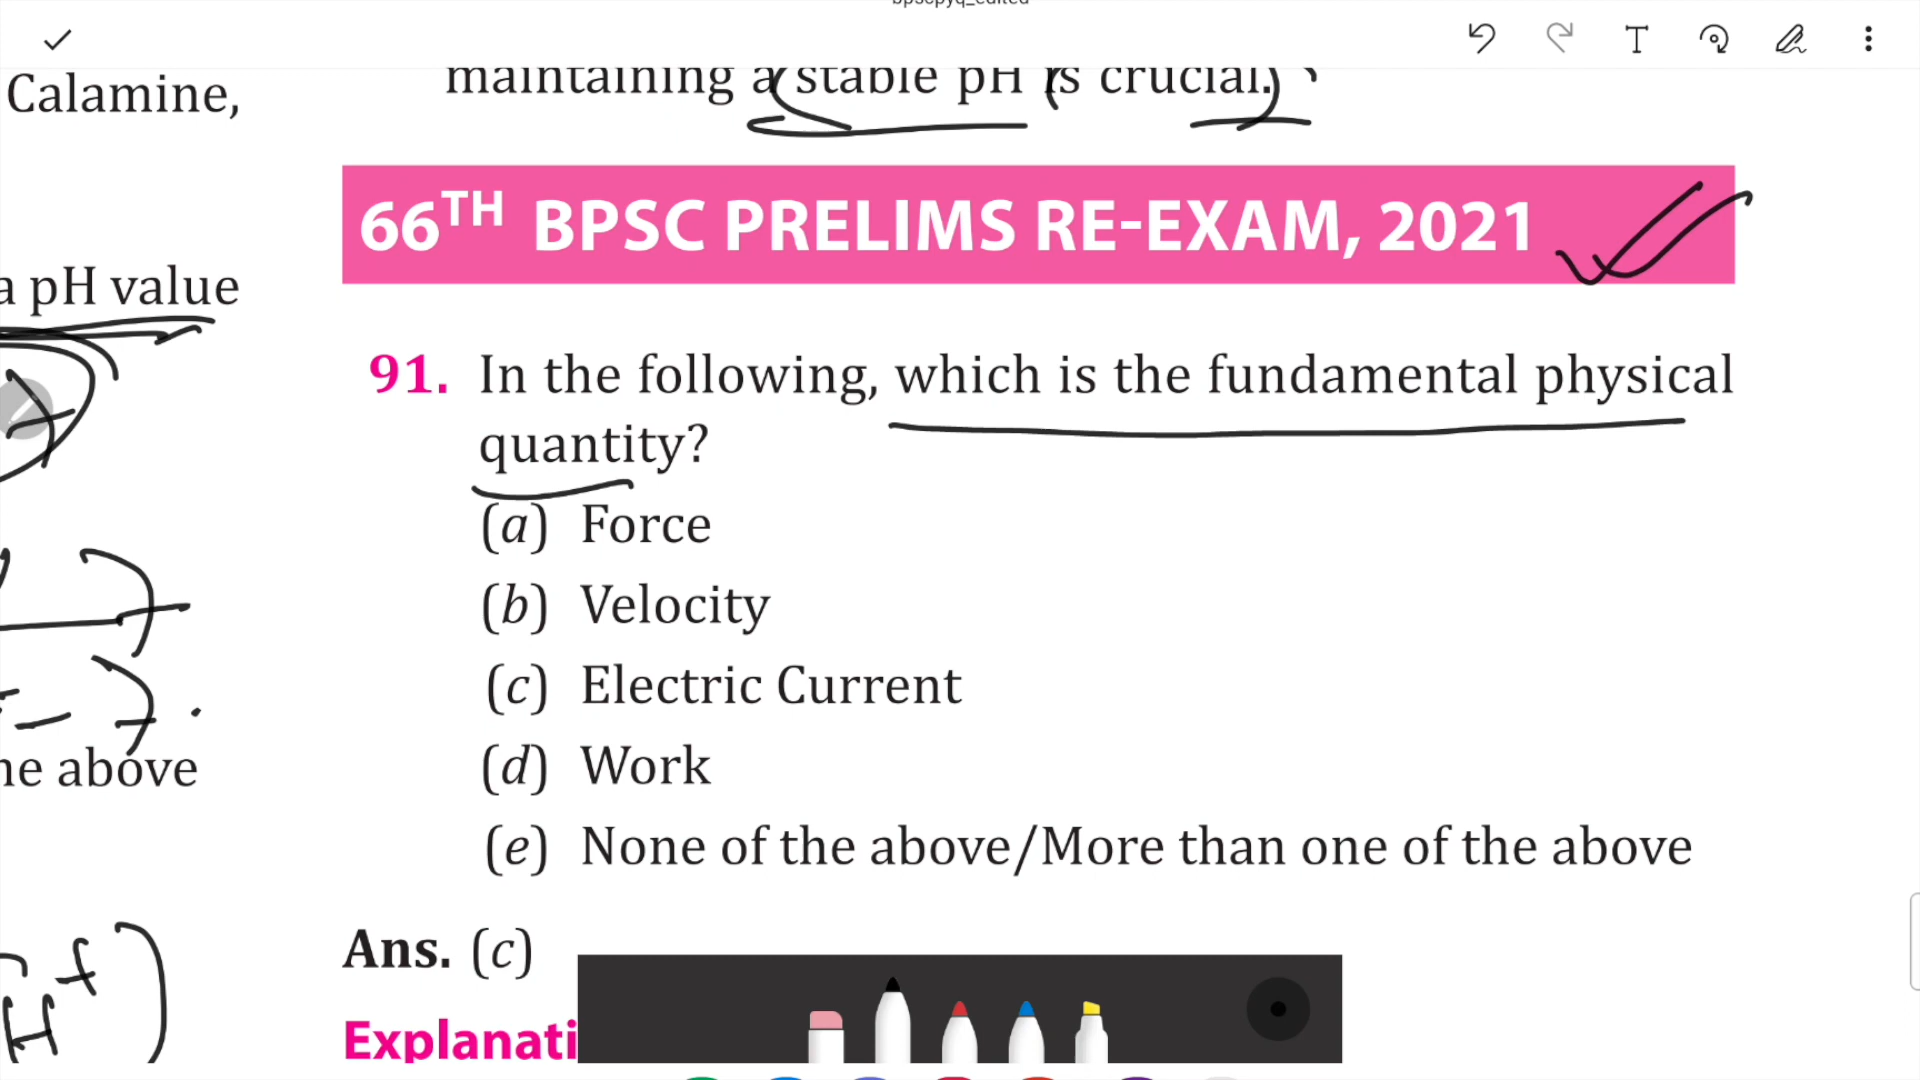 bpscpyq_edited
T
Calamine,
maintaining a stable pH is crucial.
66TH BPSC PRELIMS RE-EXAM, 2021
a pH value
91. In the following, which is the fundamental physical
quantity?
(a) Force
(b) Velocity
(c) Electric Current
(d) Work
he above
(e) None of the above/More than one of the above
Ans. (c)
H+
Explanati